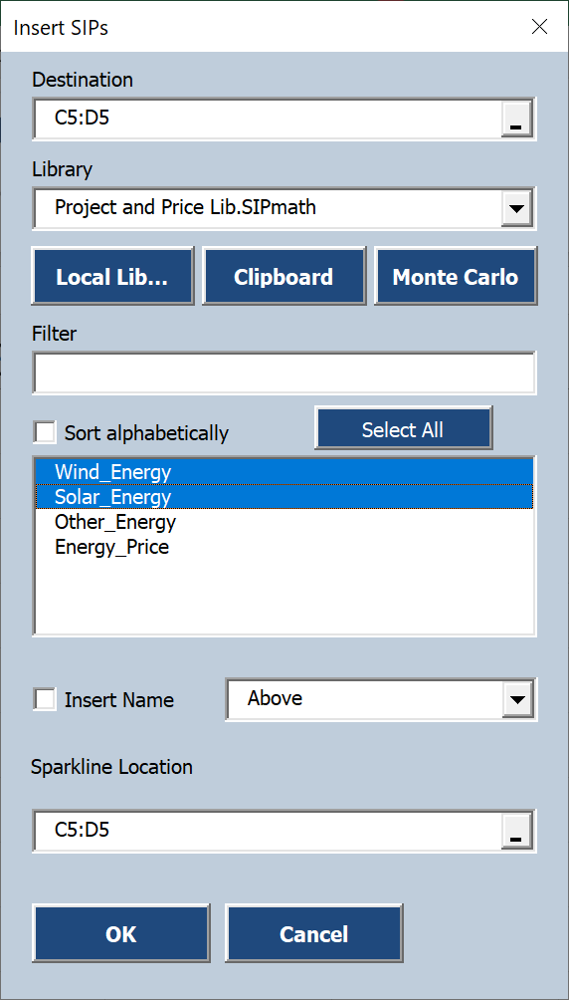 Insert SIPs
Destination
C5:D5
Library
Project and Price Lib.SIPmath
Local Lib... Clipboard Monte Carlo
Filter
Sort alphabetically Select All
Wind_Energy
Solar_Energy
Other_Energy
Energy_Price
Insert Name Above
Sparkline Location
C5:D5
OK Cancel